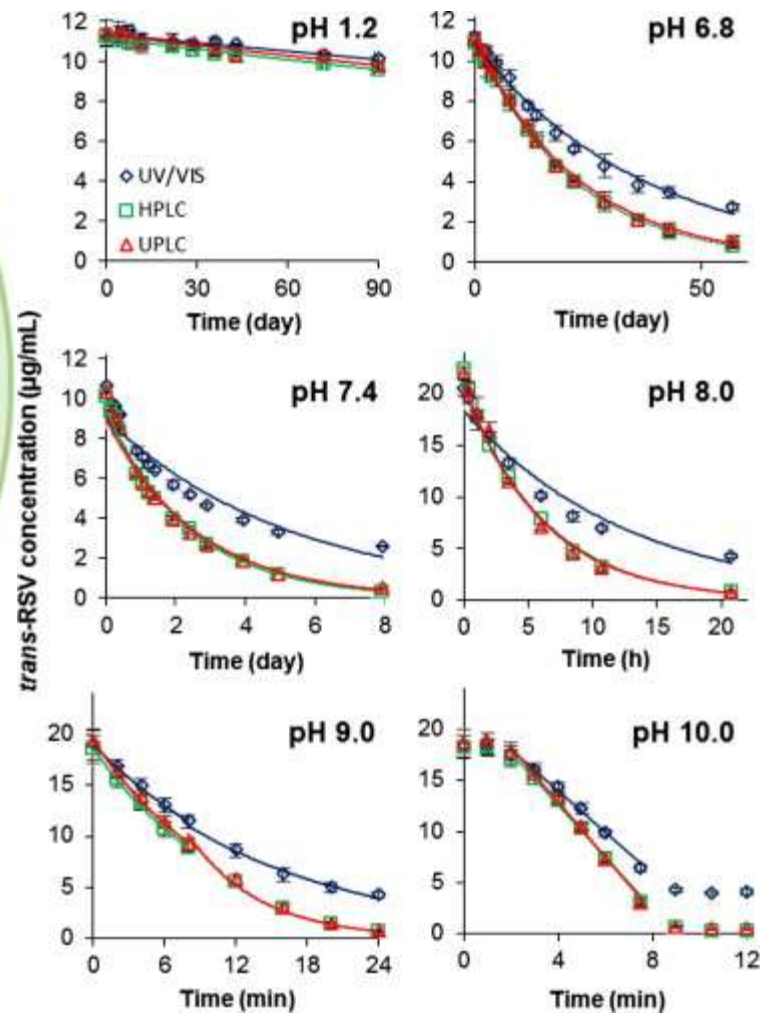 trans-RSV concentration (µg/mL)
pH 1.2
12
10
8
6
4
2
0
UV/VIS
HPLC
UPLC
0 30 60 90
Time (day)
pH 6.8
12
10
8
6
4
2
0
0 50
Time (day)
pH 7.4
12
10
8
6
4
2
0
0 2 4 6 8
Time (day)
pH 8.0
20
15
10
5
0
0 5 10 15 20
Time (h)
pH 9.0
20
15
10
5
0
0 6 12 18 24
Time (min)
pH 10.0
20
15
10
5
0
0 4 8 12
Time (min)